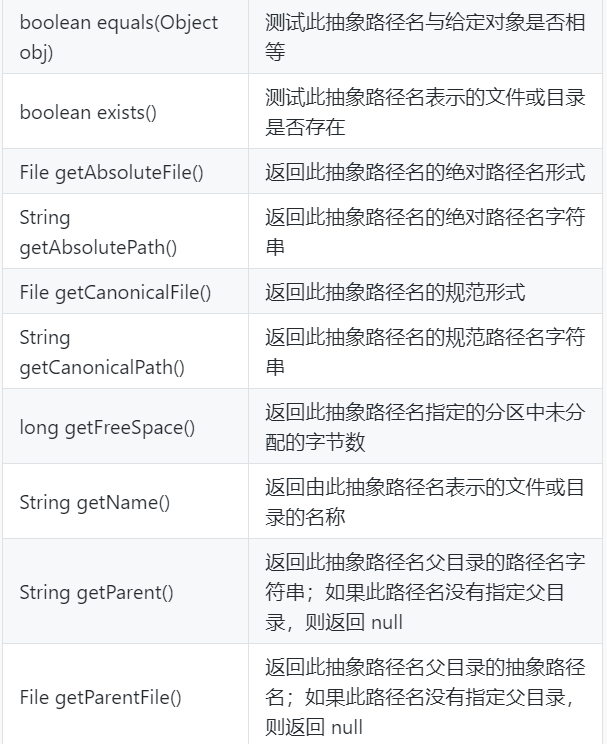 boolean equals(Object
obj)
测试此抽象路径名与给定对象是否相
等
boolean exists()
测试此抽象路径名表示的文件或目录
是否存在
File getAbsoluteFile()
返回此抽象路径名的绝对路径名形式
String
getAbsolutePath()
返回此抽象路径名的绝对路径名字符
串
File getCanonicalFile()
返回此抽象路径名的规范形式
String
getCanonicalPath()
返回此抽象路径名的规范路径名字符
串
long getFreeSpace()
返回此抽象路径名指定的分区中未分
配的字节数
String getName()
返回由此抽象路径名表示的文件或目
录的名称
String getParent()
返回此抽象路径名父目录的路径名字
符串；如果此路径名没有指定父目
录，则返回 null
File getParentFile()
返回此抽象路径名父目录的抽象路径
名；如果此路径名没有指定父目录，
则返回 null